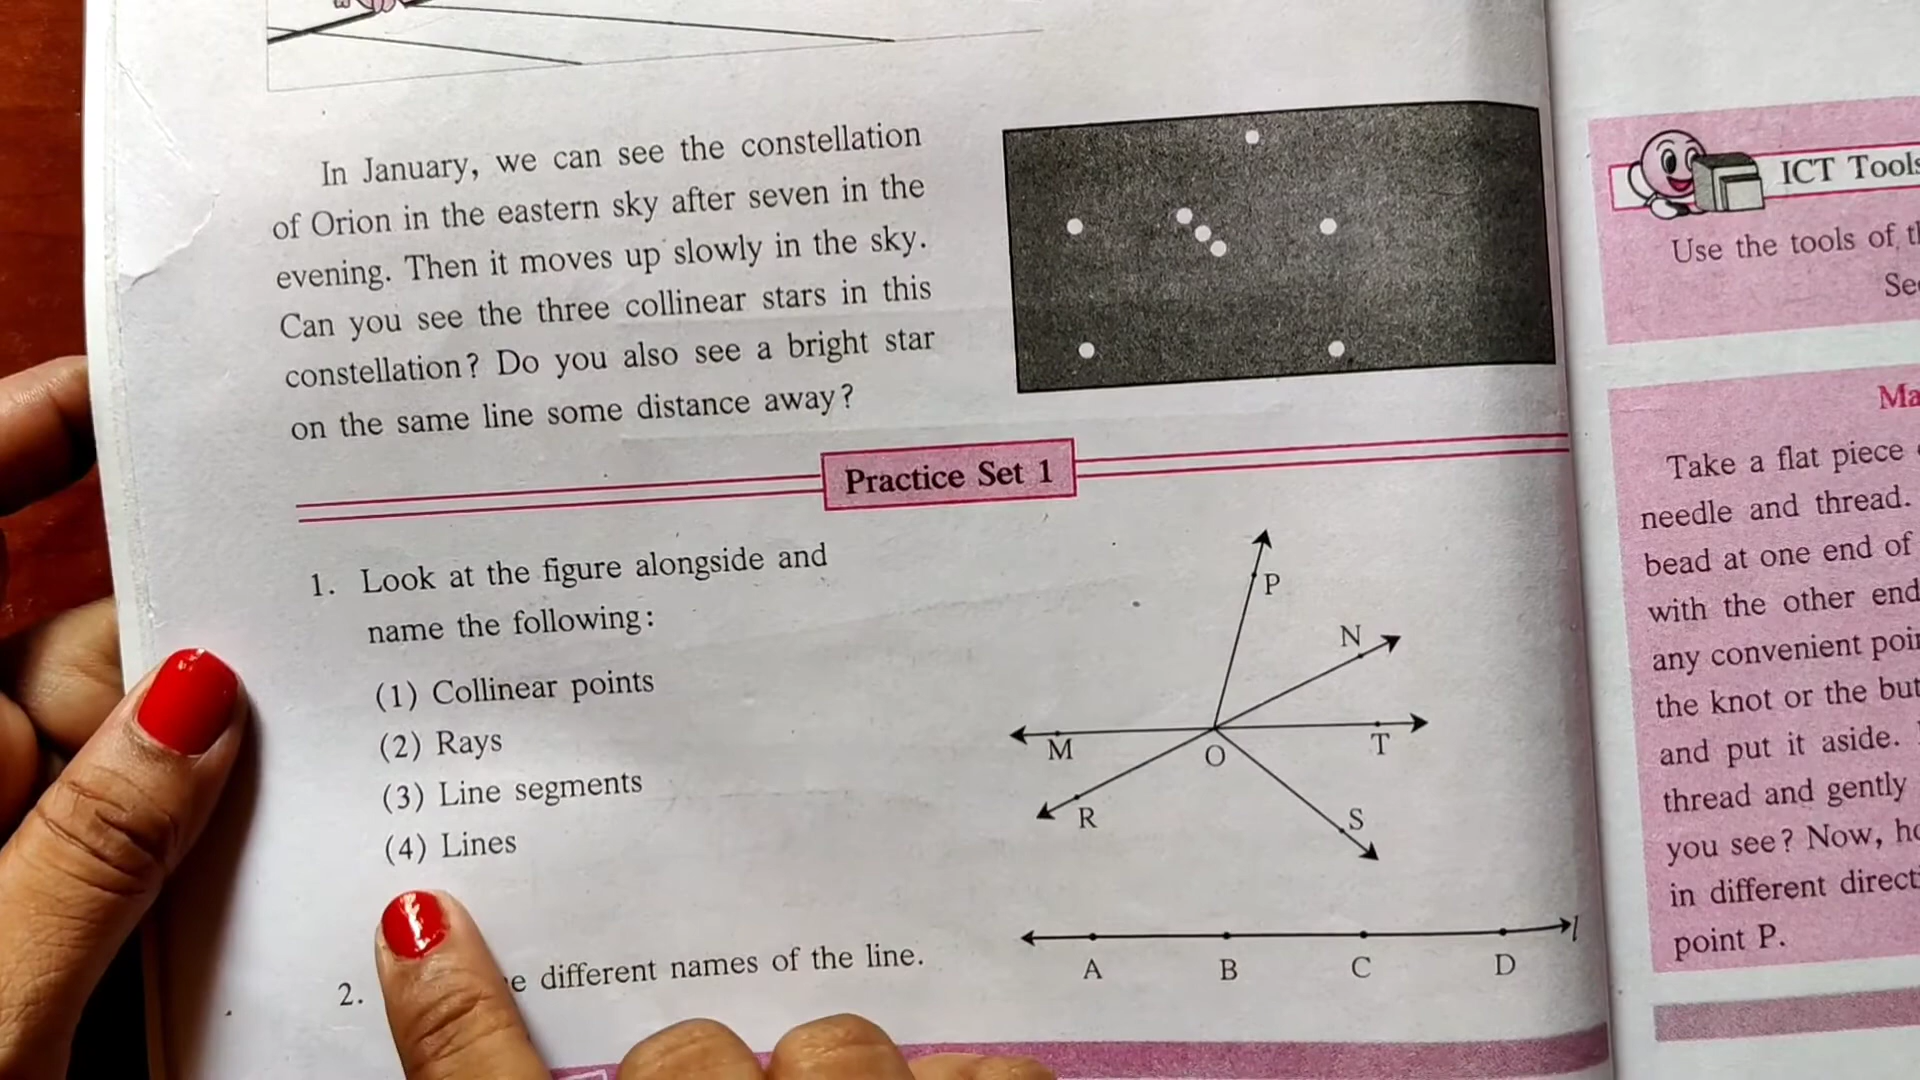 In January, we can see the constellation
of Orion in the eastern sky after seven in the
evening. Then it moves up slowly in the sky.
Can you see the three collinear stars in this
constellation? Do you also see a bright star
on the same line some distance away?
Practice Set 1
1. Look at the figure alongside and
name the following:
(1) Collinear points
(2) Rays
(3) Line segments
(4) Lines
P
N
M
O
T
R
S
2.
different names of the line.
l
A B C D
ICT Tools
Use the tools of
Take a flat piece
needle and thread.
bead at one end of
with the other end
any convenient
the knot or the
and put it aside.
thread and gently
you see? Now,
in different
point P.